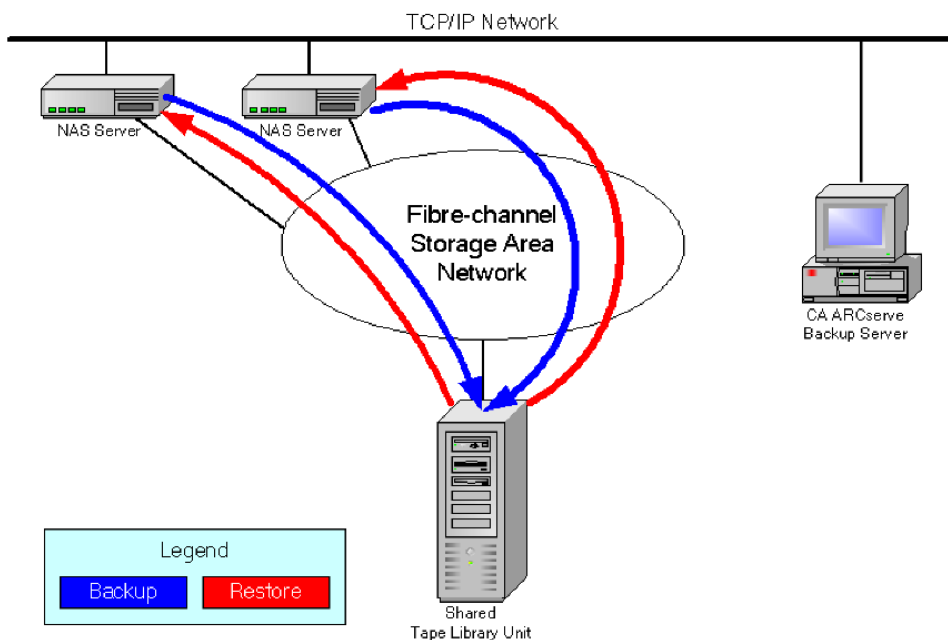 TCP/IP Network
NAS Server
NAS Server
Fibre-channel
Storage Area
Network
CA ARCserve
Backup Server
Legend
Backup
Restore
Shared
Tape Library Unit